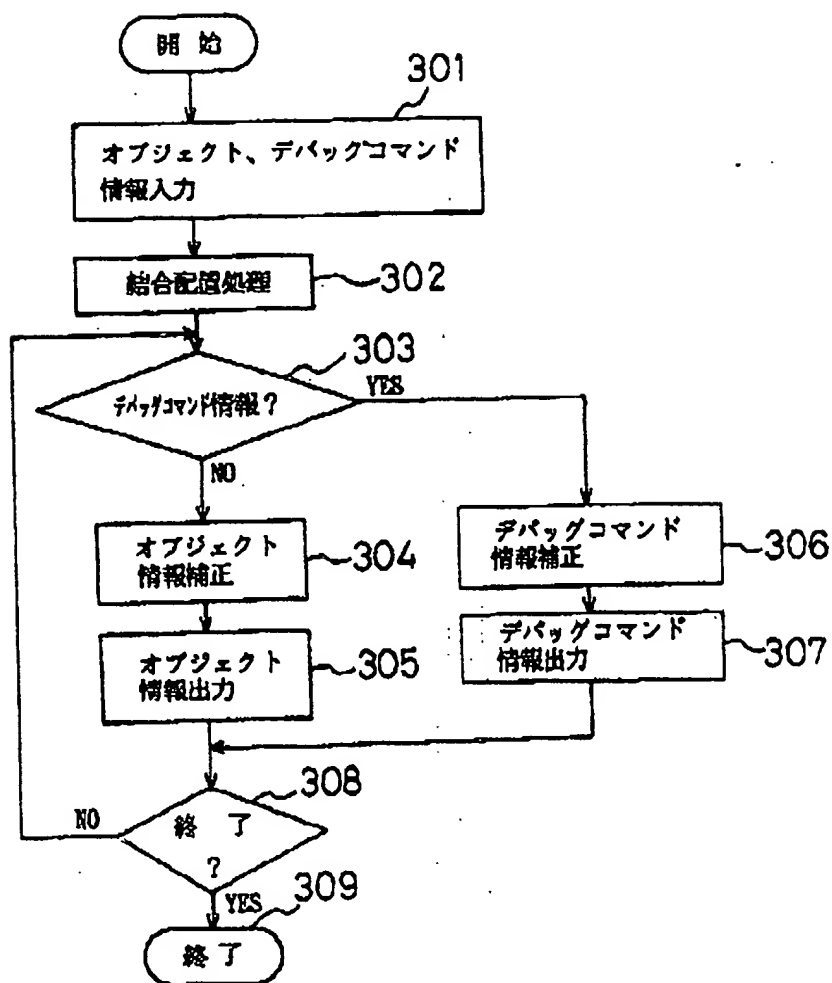 開始
301
オブジェクト、デバッグコマンド
情報入力
結合配置処理
302
303
デバッグコマンド情報?
YES
NO
オブジェクト
情報補正
304
デバッグコマンド
情報補正
306
オブジェクト
情報出力
305
デバッグコマンド
情報出力
307
308
NO
終了
?
YES
309
終了